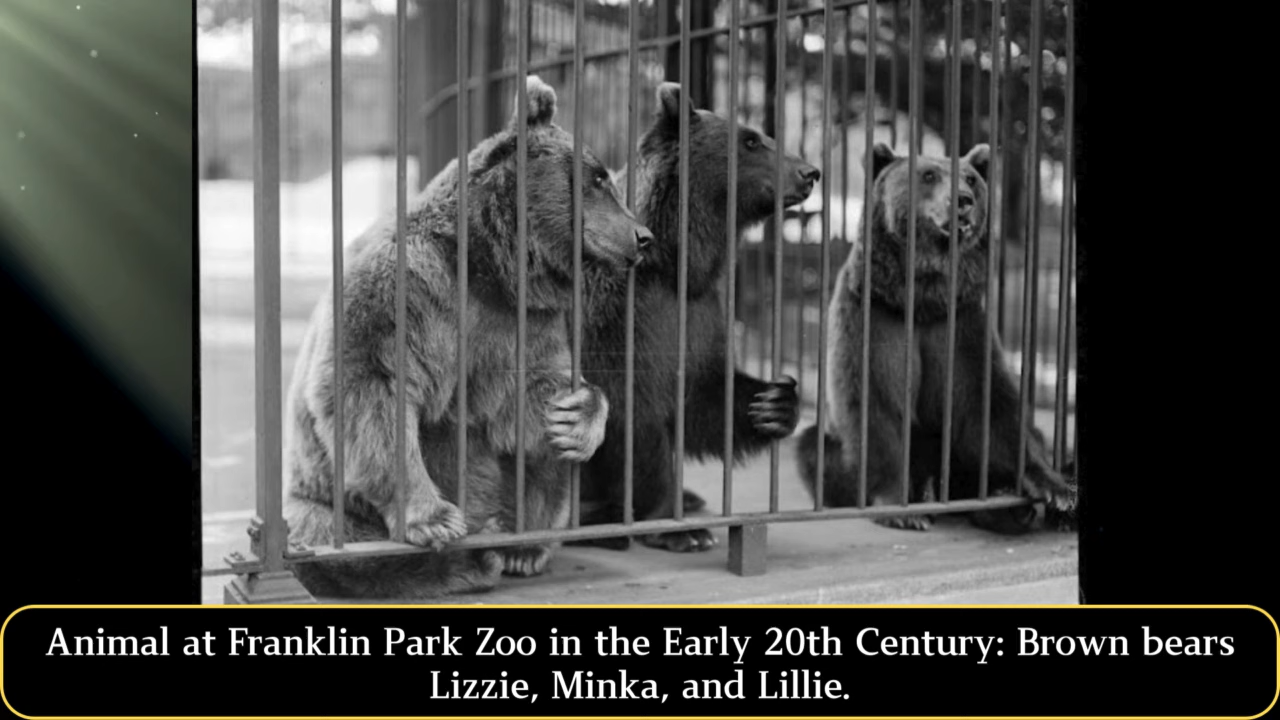 Animal at Franklin Park Zoo in the Early 20th Century: Brown bears
Lizzie, Minka, and Lillie.